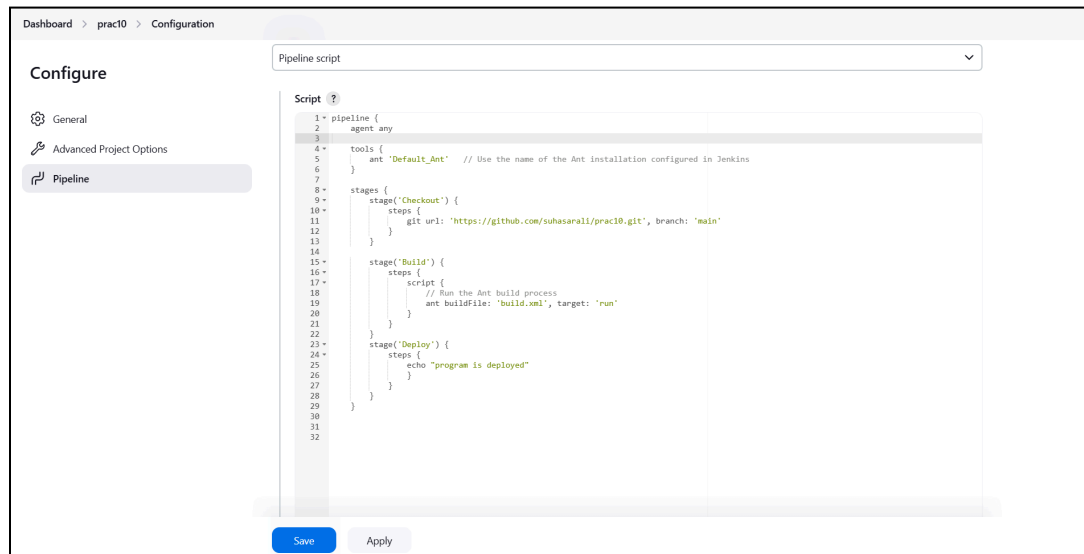 Dashboard > prac10 > Configuration
Configure
General
Advanced Project Options
Pipeline
Pipeline script
Script ?
1 pipeline {
2     agent any
3
4     tools {
5         ant 'Default_Ant'   // Use the name of the Ant installation configured in Jenkins
6     }
7
8     stages {
9         stage('Checkout') {
10             steps {
11                 git url: 'https://github.com/suhasarali/prac10.git', branch: 'main'
12             }
13         }
14
15         stage('Build') {
16             steps {
17                 script {
18                     // Run the Ant build process
19                     ant buildFile: 'build.xml', target: 'run'
20                 }
21             }
22         }
23         stage('Deploy') {
24             steps {
25                 echo "program is deployed"
26                 }
27             }
28         }
29     }
30
31
32
Save
Apply